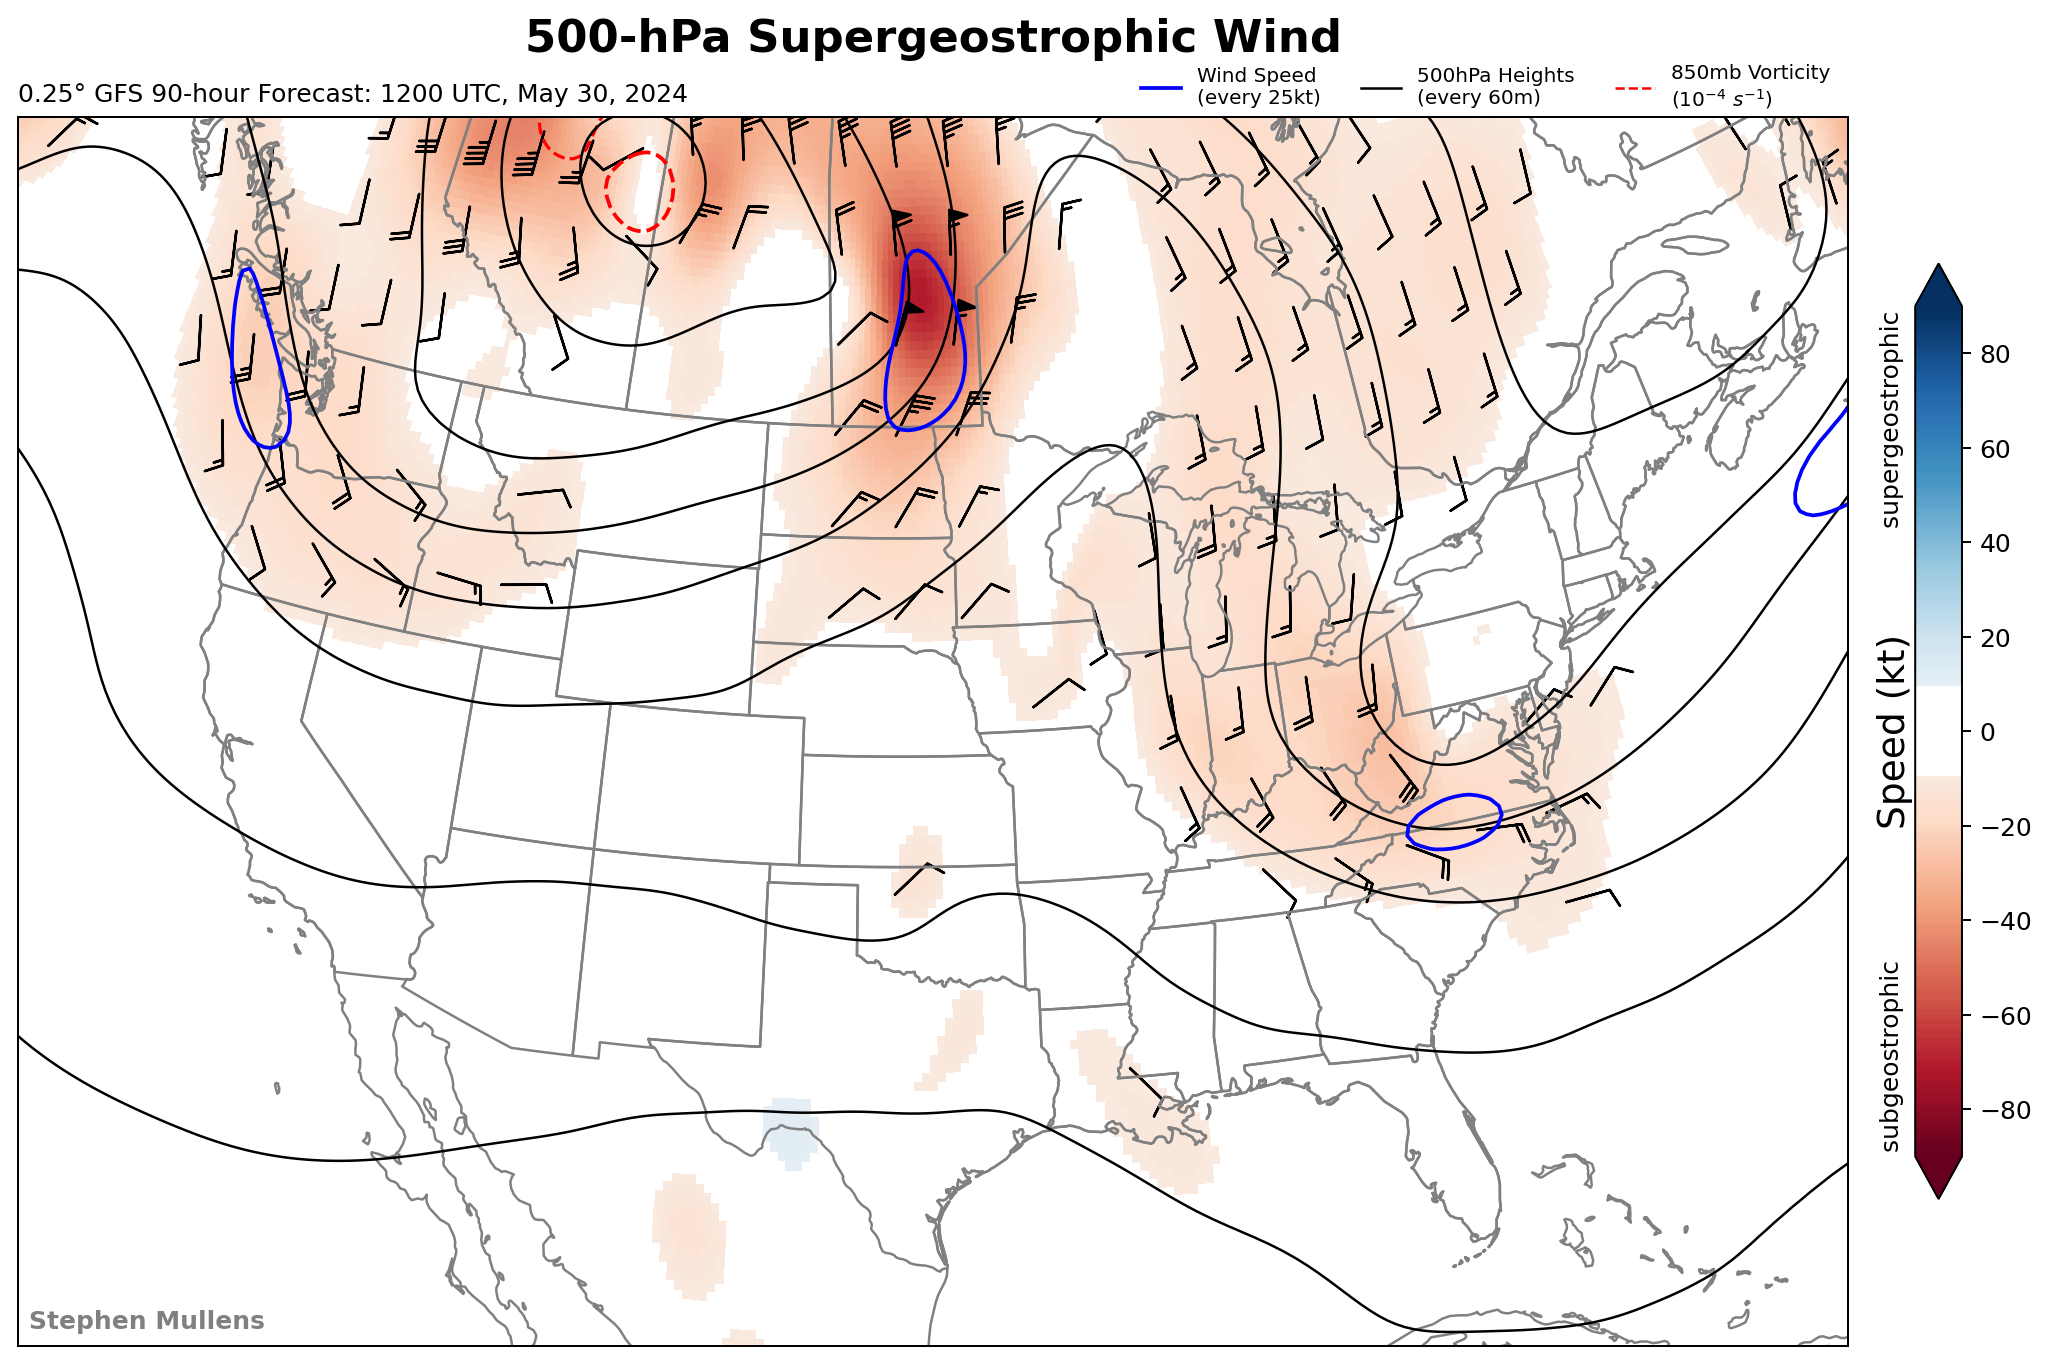 500-hPa Supergeostrophic Wind
0.25° GFS 90-hour Forecast: 1200 UTC, May 30, 2024
Wind Speed
(every 25kt)
500hPa Heights
(every 60m)
850mb Vorticity
(10⁻⁴ s⁻¹)
supergeostrophic
Speed (kt)
subgeostrophic
80
60
40
20
0
−20
−40
−60
−80
Stephen Mullens